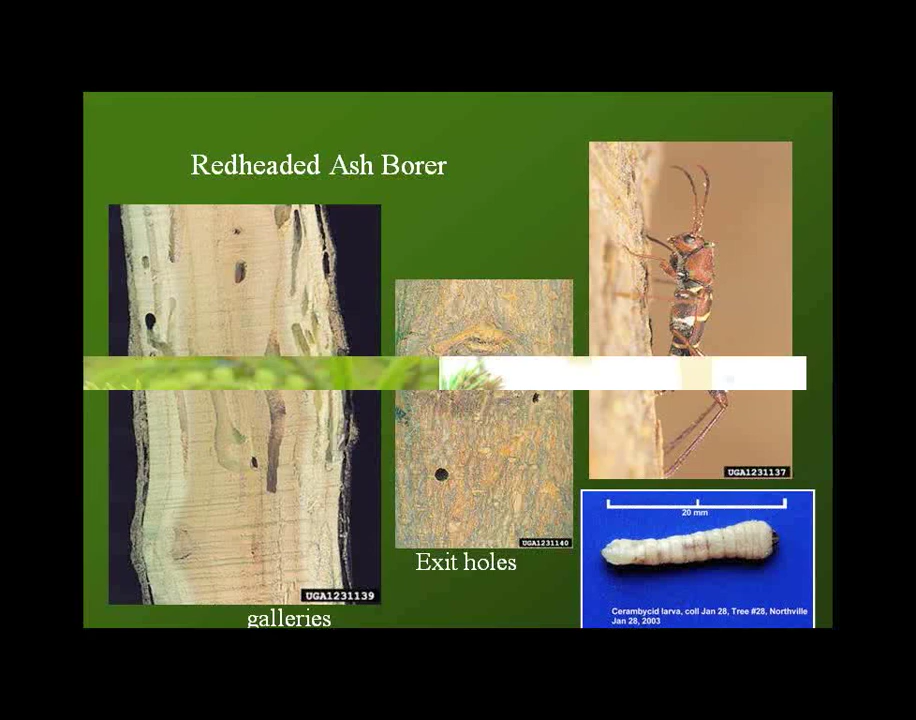 Redheaded Ash Borer
UGA1231137
UGA1231140
Exit holes
20 mm
UGA1231139
galleries
Cerambycid larva, coll Jan 28, Tree #28, Northville
Jan 28, 2003